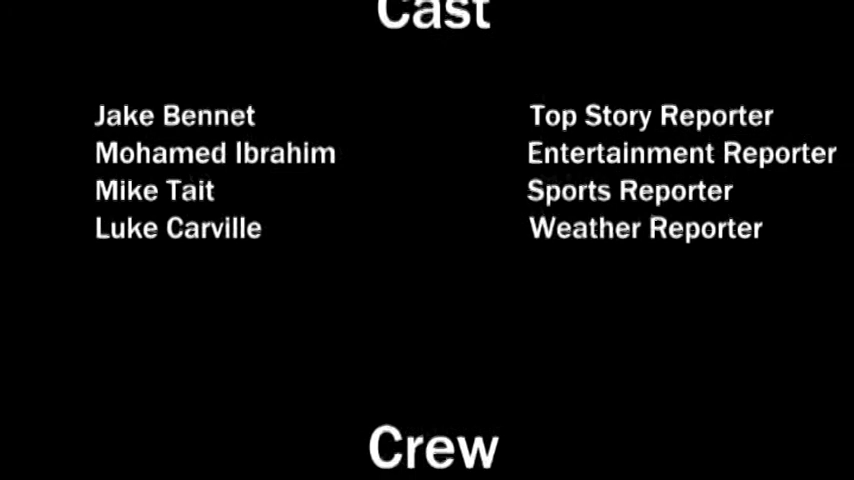 Cast
Jake Bennet Top Story Reporter
Mohamed Ibrahim Entertainment Reporter
Mike Tait Sports Reporter
Luke Carville Weather Reporter
Crew